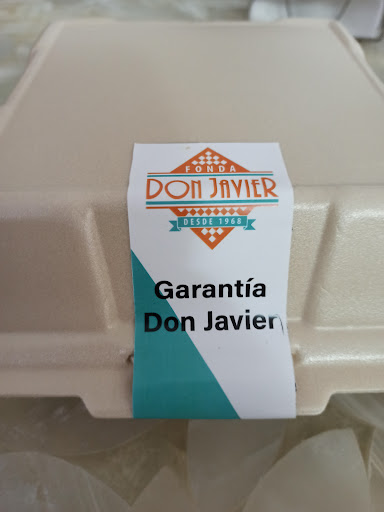 FONDA
DON JAVIER
DESDE 1968
Garantía
Don Javier